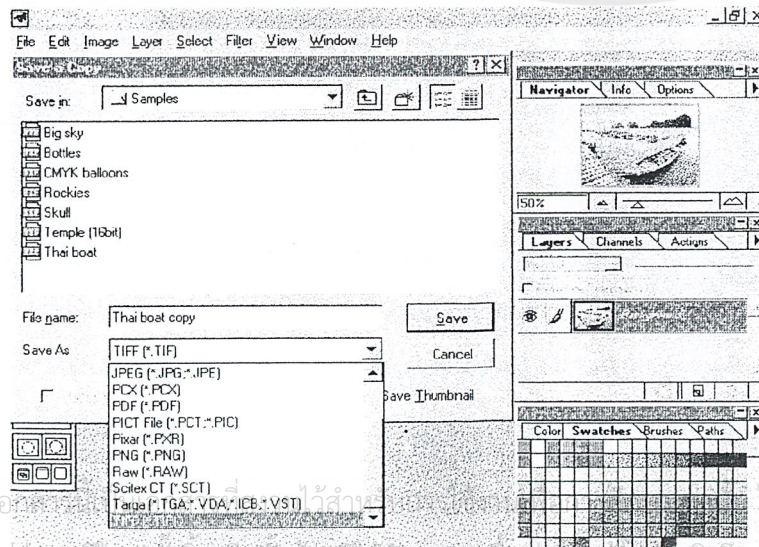 File Edit Image Layer Select Filter View Window Help
Save in: Samples
Big sky
Bottles
CMYK balloons
Rockies
Skull
Temple (16bit)
Thai boat
File name: Thai boat copy
Save
Save As TIFF (*.TIF)
Cancel
JPEG (*.JPG;*.JPE)
PCX (*.PCX)
PDF (*.PDF)
PICT File (*.PCT;*.PIC)
Pixar (*.PXR)
PNG (*.PNG)
Raw (*.RAW)
Scitex CT (*.SCT)
Targa (*.TGA;*.VDA;*.ICB;*.VST)
Save Thumbnail
Navigator Info Options
50%
Layers Channels Actions
Color Swatches Brushes Paths